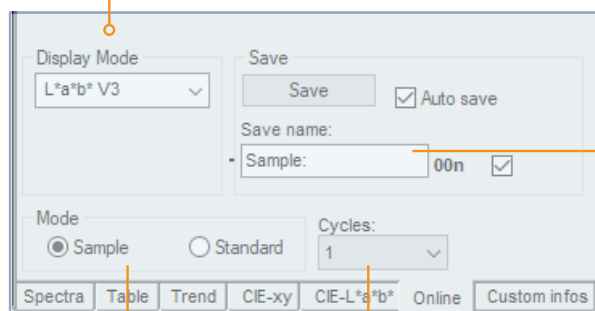 Display Mode
L*a*b* V3
Save
Save
Auto save
Save name:
- Sample:
00n
Mode
Sample
Standard
Cycles:
1
Spectra
Table
Trend
CIE-xy
CIE-L*a*b*
Online
Custom infos